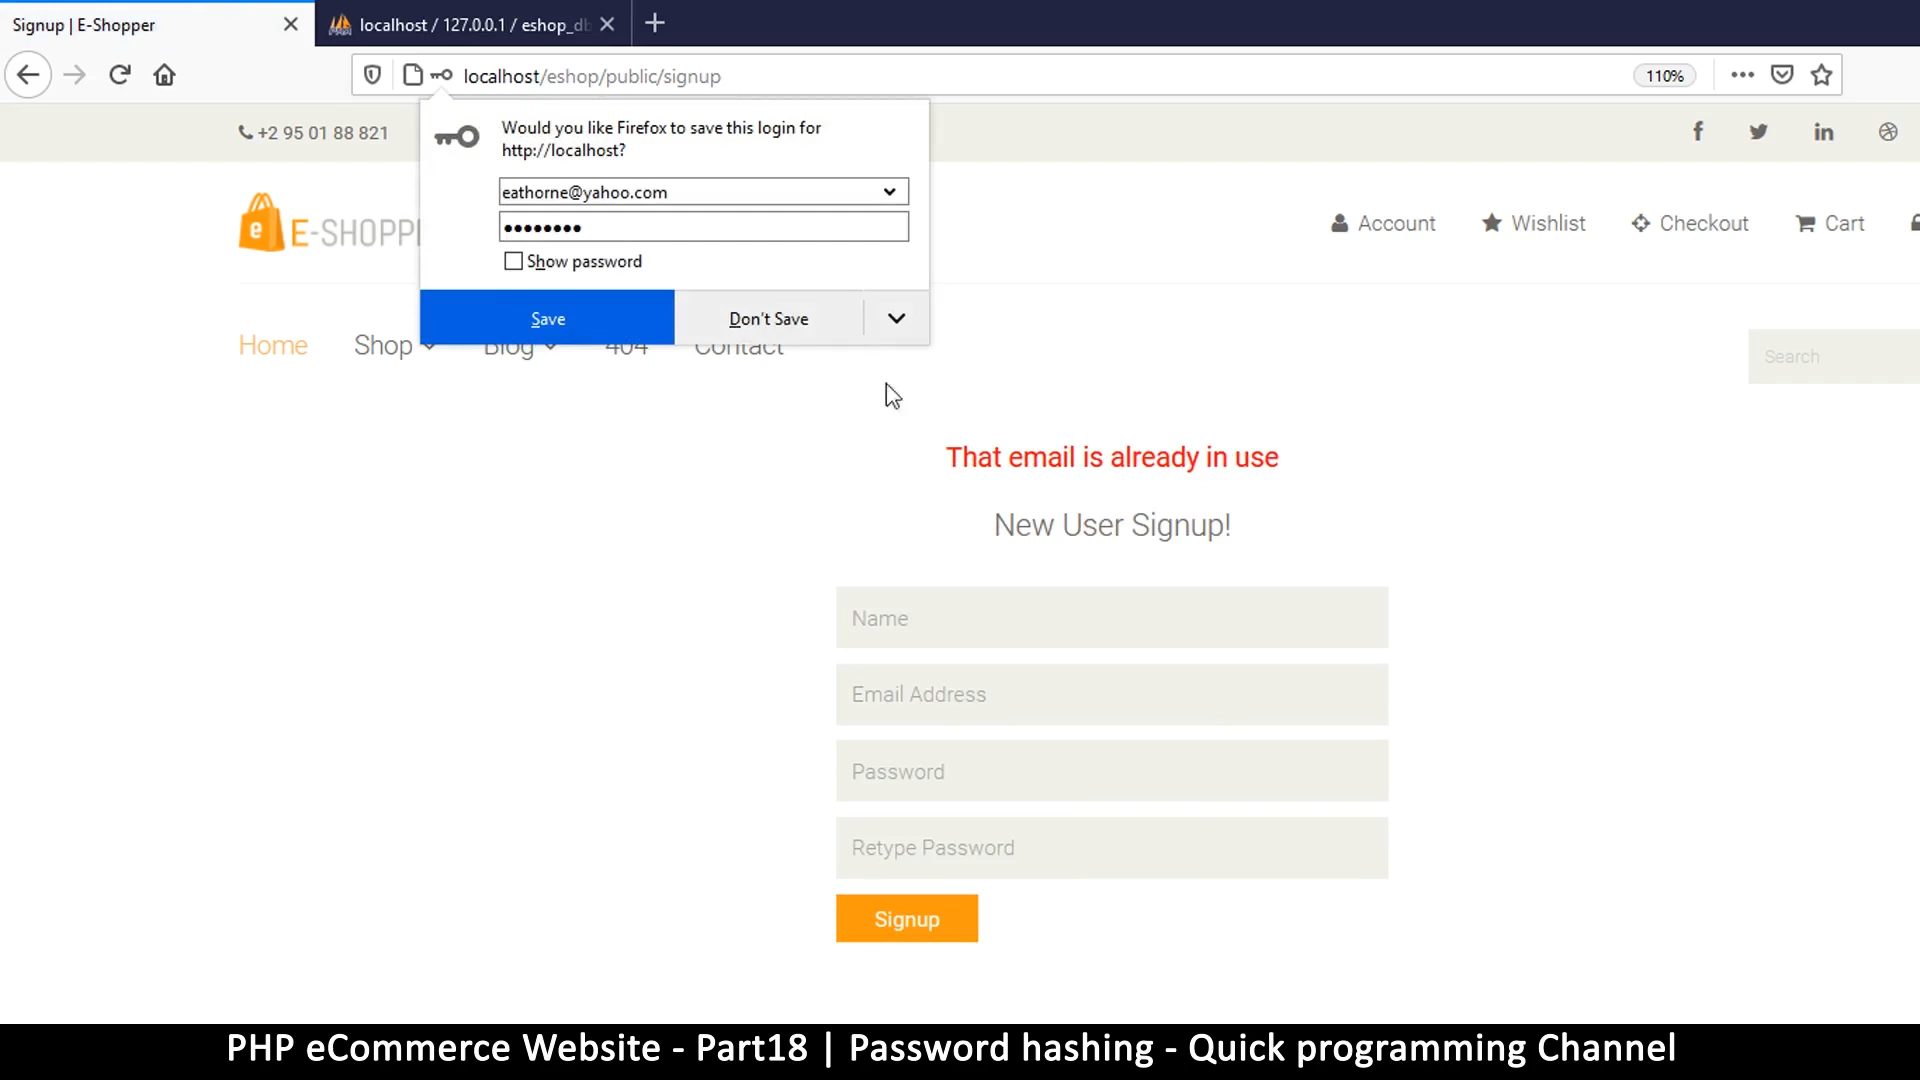 Signup | E-Shopper
localhost / 127.0.0.1 / eshop_db
localhost/eshop/public/signup
110%
+2 95 01 88 821
Would you like Firefox to save this login for
http://localhost?
eathorne@yahoo.com
Show password
Save
Don't Save
E-SHOPP
Account
Wishlist
Checkout
Cart
Home
Shop
Blog
404
Contact
Search
That email is already in use
New User Signup!
Name
Email Address
Password
Retype Password
Signup
PHP eCommerce Website - Part18 | Password hashing - Quick programming Channel